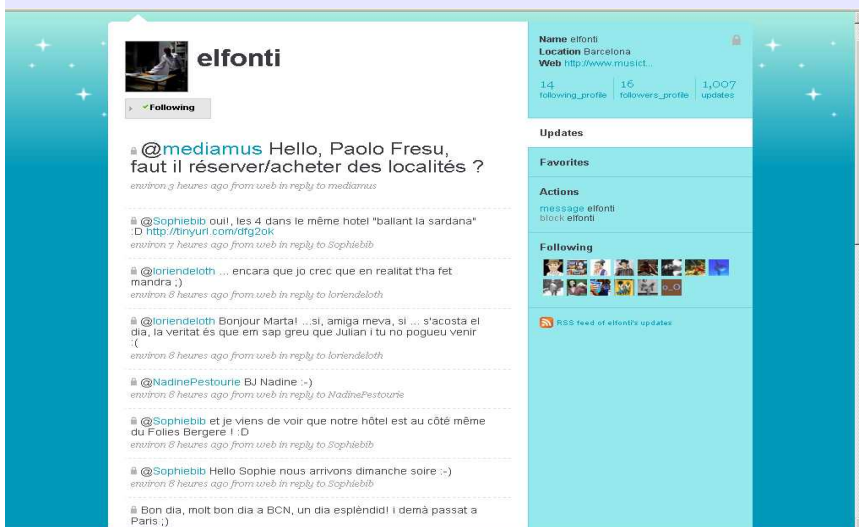 elfonti
Following
@mediamus Hello, Paolo Fresu,
faut il réserver/acheter des localités ?
environ 3 heures ago from web in reply to mediamus
@Sophiebib oui!, les 4 dans le même hotel "ballant la sardana"
:D http://tinyurl.com/dfg2ok
environ 7 heures ago from web in reply to Sophiebib
@loriendeloth ... encara que jo crec que en realitat t'ha fet
mandra ;)
environ 8 heures ago from web in reply to loriendeloth
@loriendeloth Bonjour Marta! ...si, amiga meva, si ... s'acosta el
dia, la veritat ès que em sap greu que Julian i tu no pogueu venir
:(
environ 8 heures ago from web in reply to loriendeloth
@NadinePestourie BJ Nadine :-)
environ 8 heures ago from web in reply to NadinePestourie
@Sophiebib et je viens de voir que notre hôtel est au côté même
du Folies Bergere ! :D
environ 8 heures ago from web in reply to Sophiebib
@Sophiebib Hello Sophie nous arrivons dimanche soire :-)
environ 8 heures ago from web in reply to Sophiebib
Bon dia, molt bon dia a BCN, un dia esplèndid! i demà passat a
Paris ;)
Name elfonti
Location Barcelona
Web http://www.musict...
14 16 1,007
following_profile followers_profile updates
Updates
Favorites
Actions
message elfonti
block elfonti
Following
o_O
RSS feed of elfonti's updates